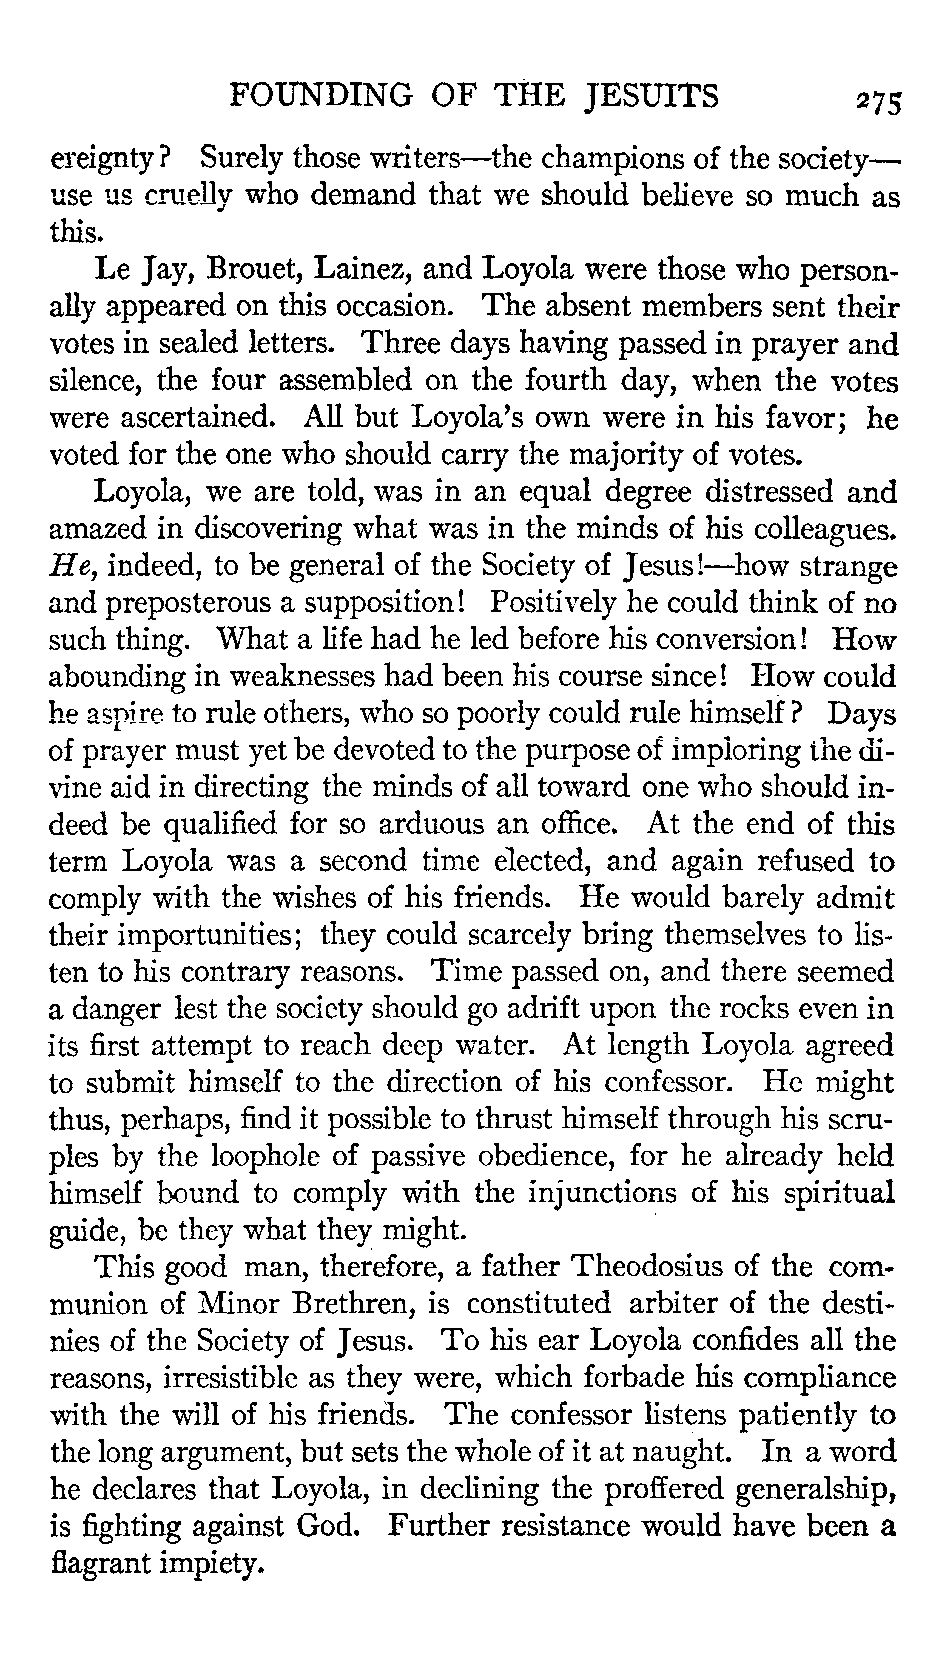 FOUNDING OF THE JESUITS 275
ereignty? Surely those writers—the champions of the society—
use us cruelly who demand that we should believe so much as
this.
Le Jay, Brouet, Lainez, and Loyola were those who person-
ally appeared on this occasion. The absent members sent their
votes in sealed letters. Three days having passed in prayer and
silence, the four assembled on the fourth day, when the votes
were ascertained. All but Loyola's own were in his favor; he
voted for the one who should carry the majority of votes.
Loyola, we are told, was in an equal degree distressed and
amazed in discovering what was in the minds of his colleagues.
He, indeed, to be general of the Society of Jesus!—how strange
and preposterous a supposition! Positively he could think of no
such thing. What a life had he led before his conversion! How
abounding in weaknesses had been his course since! How could
he aspire to rule others, who so poorly could rule himself? Days
of prayer must yet be devoted to the purpose of imploring the di-
vine aid in directing the minds of all toward one who should in-
deed be qualified for so arduous an office. At the end of this
term Loyola was a second time elected, and again refused to
comply with the wishes of his friends. He would barely admit
their importunities; they could scarcely bring themselves to lis-
ten to his contrary reasons. Time passed on, and there seemed
a danger lest the society should go adrift upon the rocks even in
its first attempt to reach deep water. At length Loyola agreed
to submit himself to the direction of his confessor. He might
thus, perhaps, find it possible to thrust himself through his scru-
ples by the loophole of passive obedience, for he already held
himself bound to comply with the injunctions of his spiritual
guide, be they what they might.
This good man, therefore, a father Theodosius of the com-
munion of Minor Brethren, is constituted arbiter of the desti-
nies of the Society of Jesus. To his ear Loyola confides all the
reasons, irresistible as they were, which forbade his compliance
with the will of his friends. The confessor listens patiently to
the long argument, but sets the whole of it at naught. In a word
he declares that Loyola, in declining the proffered generalship,
is fighting against God. Further resistance would have been a
flagrant impiety.